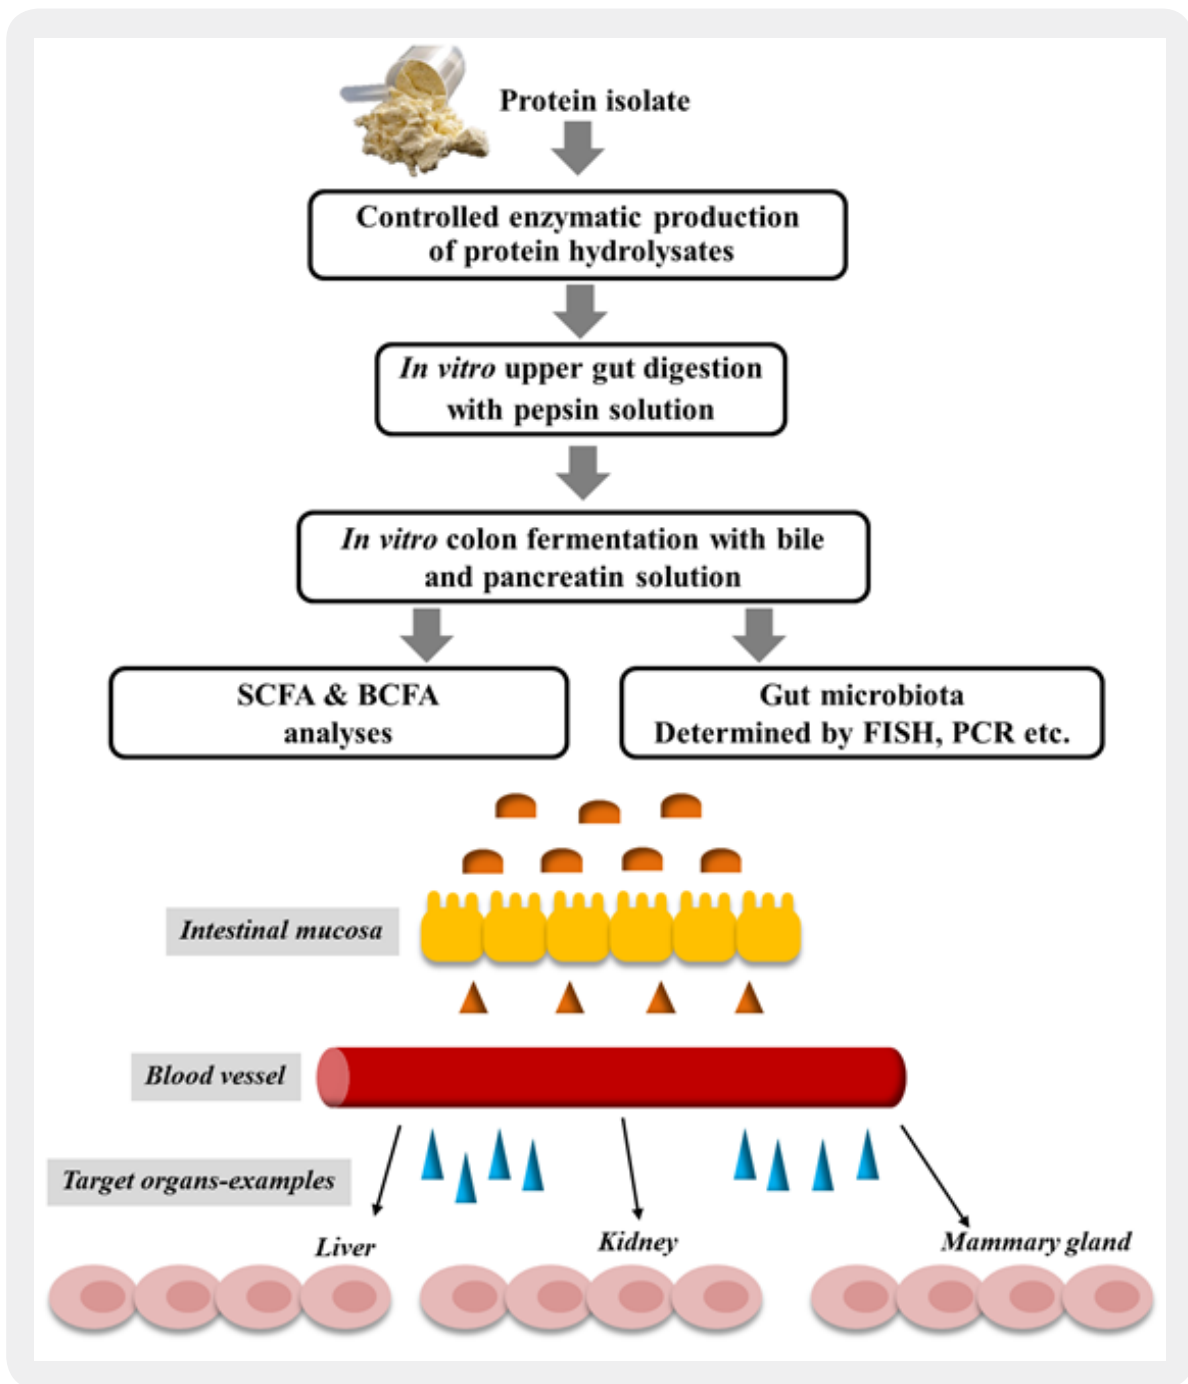 Protein isolate
Controlled enzymatic production
of protein hydrolysates
In vitro upper gut digestion
with pepsin solution
In vitro colon fermentation with bile
and pancreatin solution
SCFA & BCFA
analyses
Gut microbiota
Determined by FISH, PCR etc.
Intestinal mucosa
Blood vessel
Target organs-examples
Liver
Kidney
Mammary gland